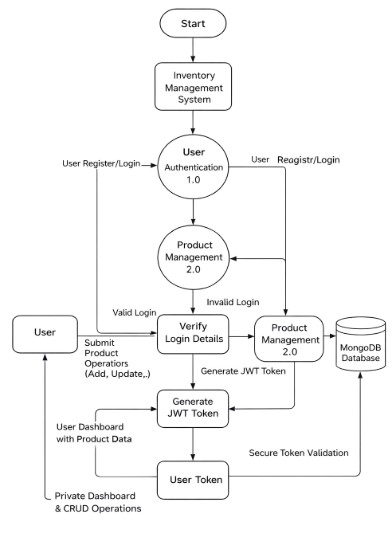 Start
Inventory
Management
System
User Register/Login
User
Authentication
1.0
User Reagistr/Login
Product
Management
2.0
Valid Login
Invalid Login
User
Submit
Product
Operatiors
(Add, Update,.)
Verify
Login Details
Product
Management
2.0
MongoDB
Database
Generate JWT Token
Generate
JWT Token
User Dashboard
with Product Data
Secure Token Validation
User Token
Private Dashboard
& CRUD Operations